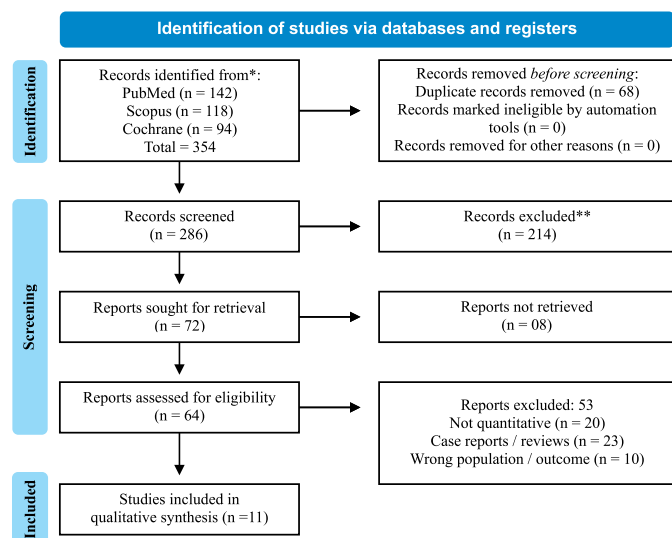 Identification of studies via databases and registers
Identification
Records identified from*:
PubMed (n = 142)
Scopus (n = 118)
Cochrane (n = 94)
Total = 354
Records removed before screening:
Duplicate records removed (n = 68)
Records marked ineligible by automation
tools (n = 0)
Records removed for other reasons (n = 0)
Screening
Records screened
(n = 286)
Records excluded**
(n = 214)
Reports sought for retrieval
(n = 72)
Reports not retrieved
(n = 08)
Reports assessed for eligibility
(n = 64)
Reports excluded: 53
Not quantitative (n = 20)
Case reports / reviews (n = 23)
Wrong population / outcome (n = 10)
Included
Studies included in
qualitative synthesis (n =11)